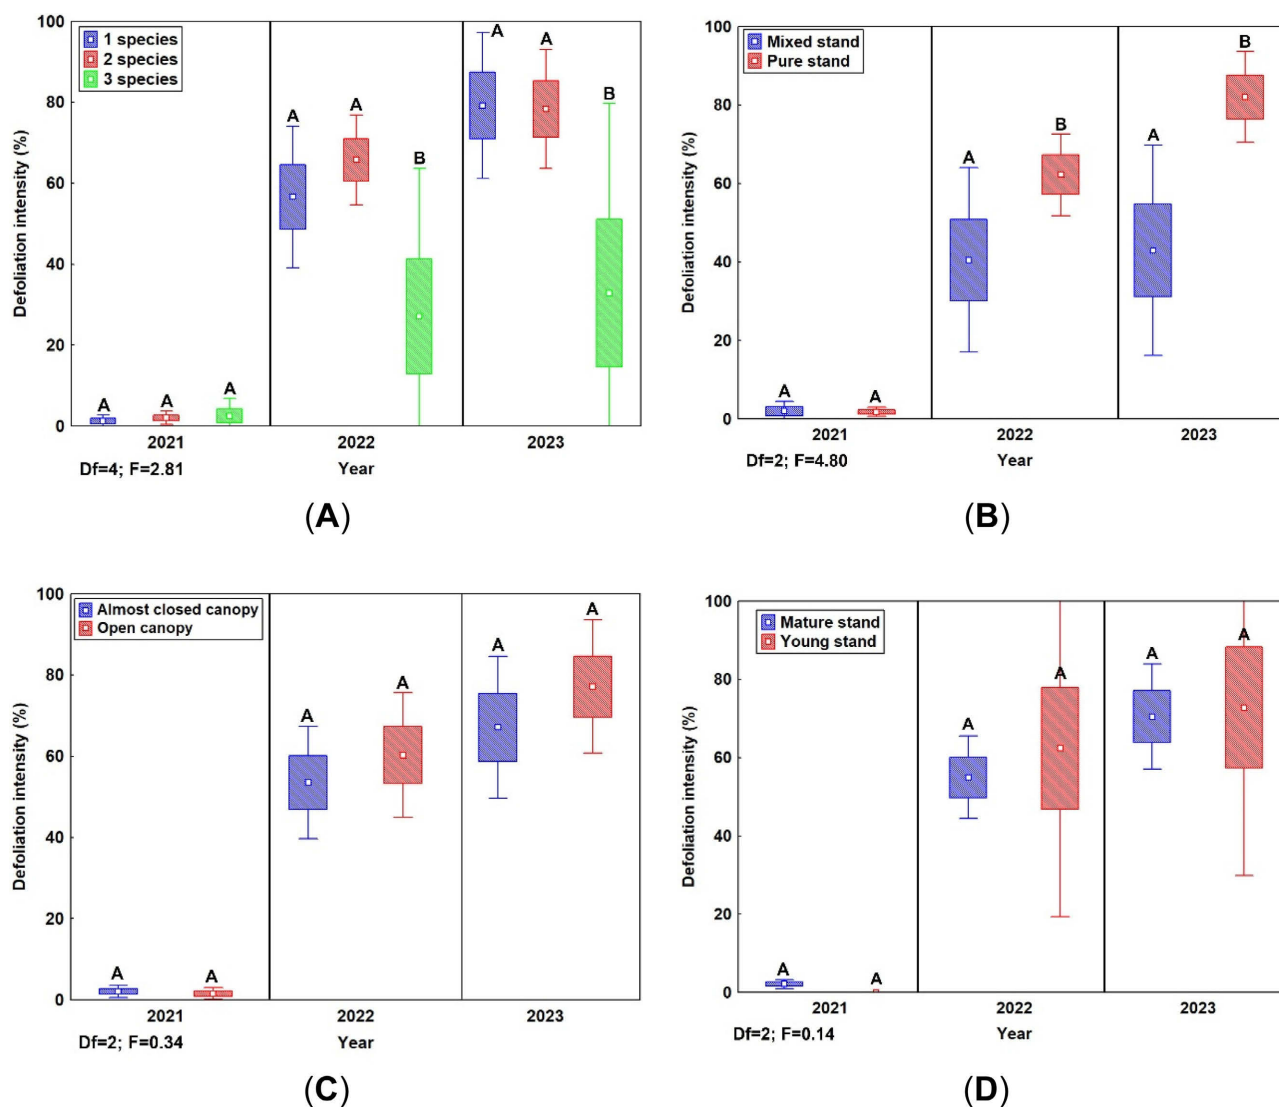 1 species
2 species
3 species
100
80
60
40
20
0
Defoliation intensity (%)
A
A
A
A
A
B
A
A
B
2021
2022
2023
Df=4; F=2.81
Year
(A)
Mixed stand
Pure stand
100
80
60
40
20
0
Defoliation intensity (%)
A
A
A
B
A
B
2021
2022
2023
Df=2; F=4.80
Year
(B)
Almost closed canopy
Open canopy
100
80
60
40
20
0
Defoliation intensity (%)
A
A
A
A
A
A
2021
2022
2023
Df=2; F=0.34
Year
(C)
Mature stand
Young stand
100
80
60
40
20
0
Defoliation intensity (%)
A
A
A
A
A
A
2021
2022
2023
Df=2; F=0.14
Year
(D)